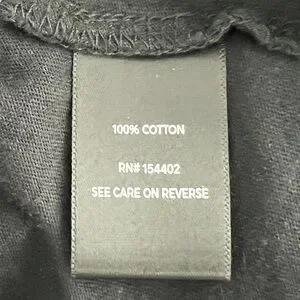 100% COTTON
RN# 154402
SEE CARE ON REVERSE